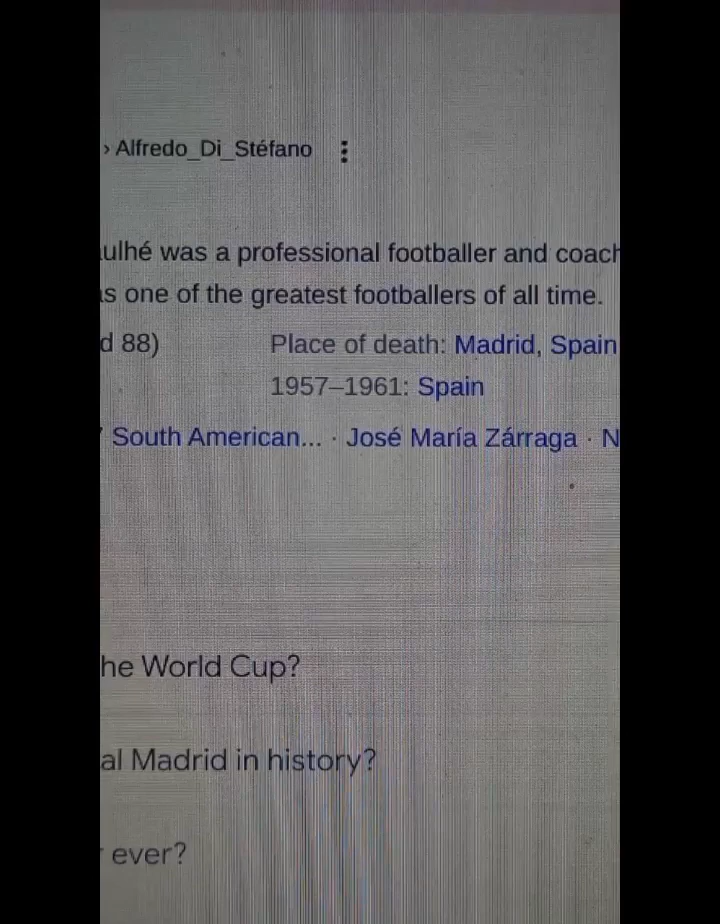 › Alfredo_Di_Stéfano
ulhé was a professional footballer and coach
s one of the greatest footballers of all time.
d 88) Place of death: Madrid, Spain
1957–1961: Spain
South American... · José María Zárraga · N
he World Cup?
al Madrid in history?
ever?